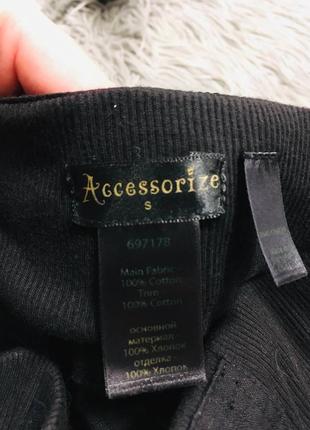 Accessorize
S
697178
Main Fabric -
100% Cotton
Trim
100% Cotton
основной
материал -
100% Хлопок
отделка -
100% Хлопок